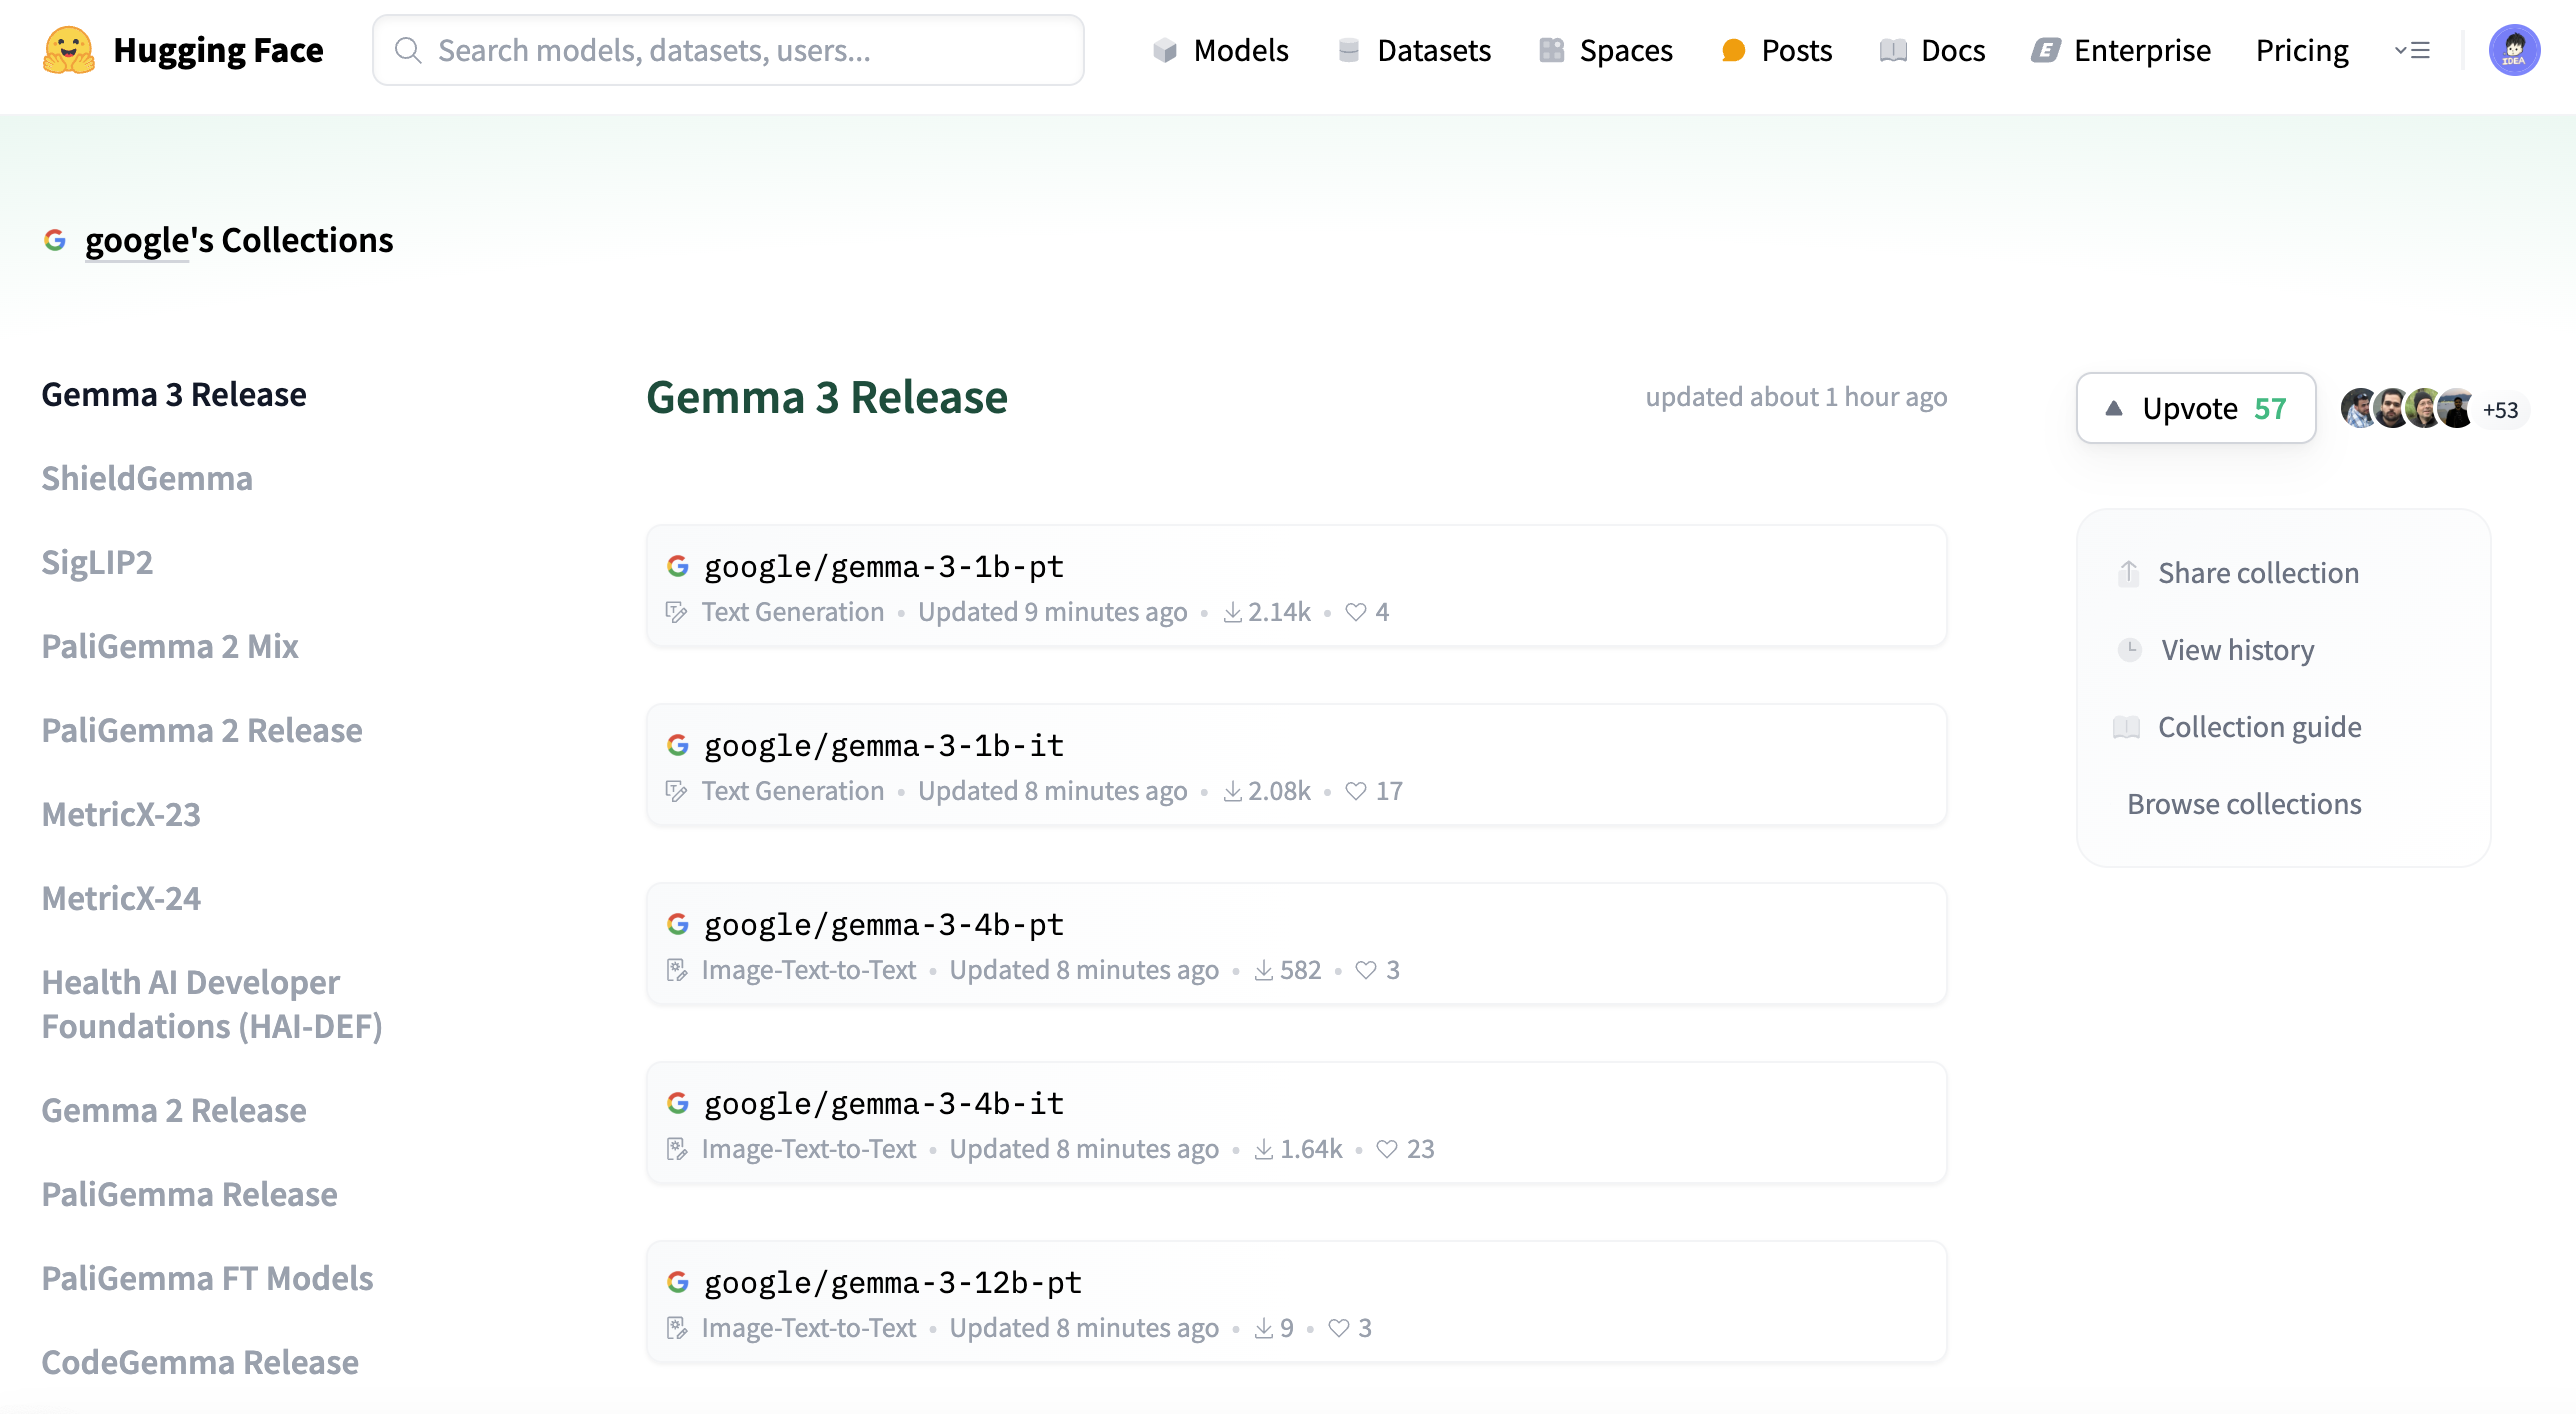 Hugging Face
Search models, datasets, users...
Models
Datasets
Spaces
Posts
Docs
Enterprise
Pricing
IDEA
google's Collections
Gemma 3 Release
ShieldGemma
SigLIP2
PaliGemma 2 Mix
PaliGemma 2 Release
MetricX-23
MetricX-24
Health AI Developer
Foundations (HAI-DEF)
Gemma 2 Release
PaliGemma Release
PaliGemma FT Models
CodeGemma Release
Gemma 3 Release
updated about 1 hour ago
google/gemma-3-1b-pt
Text Generation • Updated 9 minutes ago • 2.14k • 4
google/gemma-3-1b-it
Text Generation • Updated 8 minutes ago • 2.08k • 17
google/gemma-3-4b-pt
Image-Text-to-Text • Updated 8 minutes ago • 582 • 3
google/gemma-3-4b-it
Image-Text-to-Text • Updated 8 minutes ago • 1.64k • 23
google/gemma-3-12b-pt
Image-Text-to-Text • Updated 8 minutes ago • 9 • 3
Upvote 57
+53
Share collection
View history
Collection guide
Browse collections